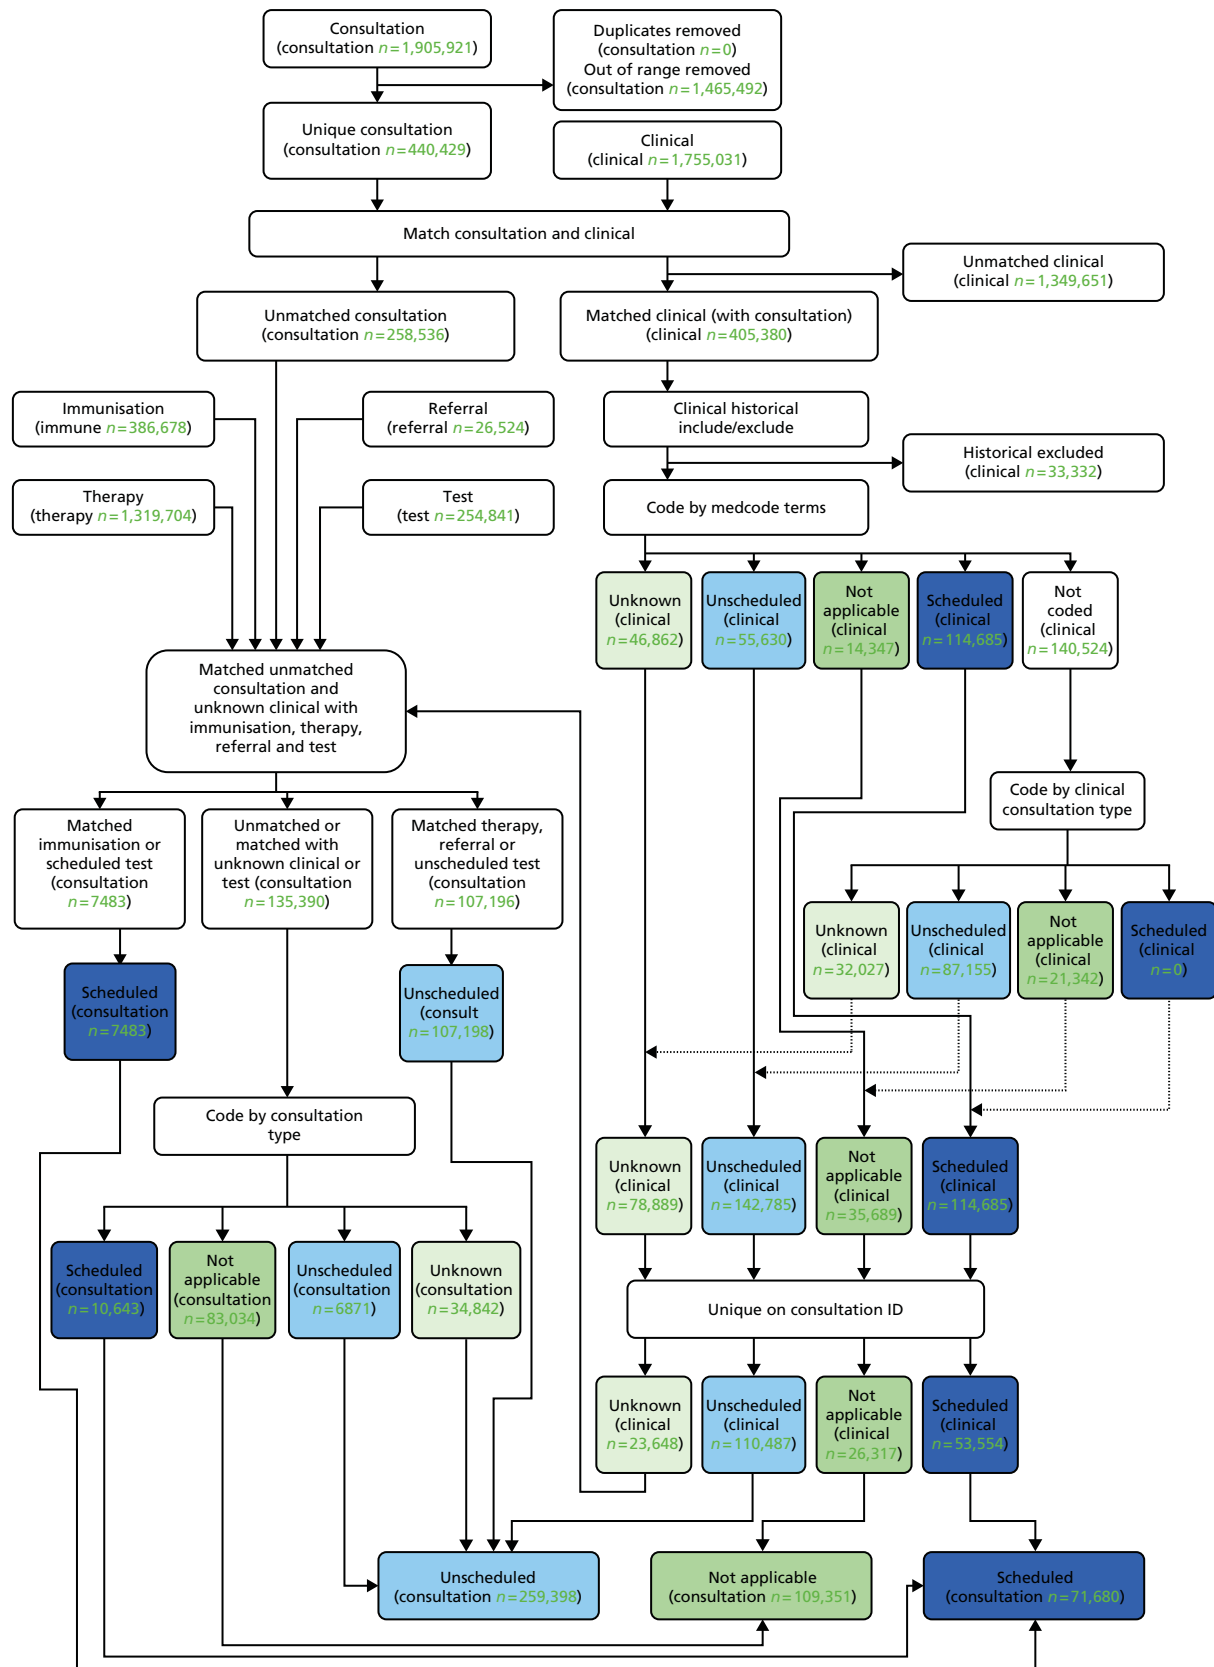 Consultation
(consultation n=1,905,921)
Duplicates removed
(consultation n=0)
Out of range removed
(consultation n=1,465,492)
Unique consultation
(consultation n=440,429)
Clinical
(clinical n=1,755,031)
Match consultation and clinical
Unmatched clinical
(clinical n=1,349,651)
Unmatched consultation
(consultation n=258,536)
Matched clinical (with consultation)
(clinical n=405,380)
Immunisation
(immune n=386,678)
Referral
(referral n=26,524)
Clinical historical
include/exclude
Historical excluded
(clinical n=33,332)
Therapy
(therapy n=1,319,704)
Test
(test n=254,841)
Code by medcode terms
Unknown
(clinical
n=46,862)
Unscheduled
(clinical
n=55,630)
Not
applicable
(clinical
n=14,347)
Scheduled
(clinical
n=114,685)
Not
coded
(clinical
n=140,524)
Matched unmatched
consultation and
unknown clinical with
immunisation, therapy,
referral and test
Code by clinical
consultation type
Matched
immunisation or
scheduled test
(consultation
n=7483)
Unmatched or
matched with
unknown clinical or
test (consultation
n=135,390)
Matched therapy,
referral or
unscheduled test
(consultation
n=107,196)
Unknown
(clinical
n=32,027)
Unscheduled
(clinical
n=87,155)
Not
applicable
(clinical
n=21,342)
Scheduled
(clinical
n=0)
Scheduled
(consultation
n=7483)
Unscheduled
(consult
n=107,198)
Code by consultation
type
Unknown
(clinical
n=78,889)
Unscheduled
(clinical
n=142,785)
Not
applicable
(clinical
n=35,689)
Scheduled
(clinical
n=114,685)
Scheduled
(consultation
n=10,643)
Not
applicable
(consultation
n=83,034)
Unscheduled
(consultation
n=6871)
Unknown
(consultation
n=34,842)
Unique on consultation ID
Unknown
(clinical
n=23,648)
Unscheduled
(clinical
n=110,487)
Not
applicable
(clinical
n=26,317)
Scheduled
(clinical
n=53,554)
Unscheduled
(consultation n=259,398)
Not applicable
(consultation n=109,351)
Scheduled
(consultation n=71,680)